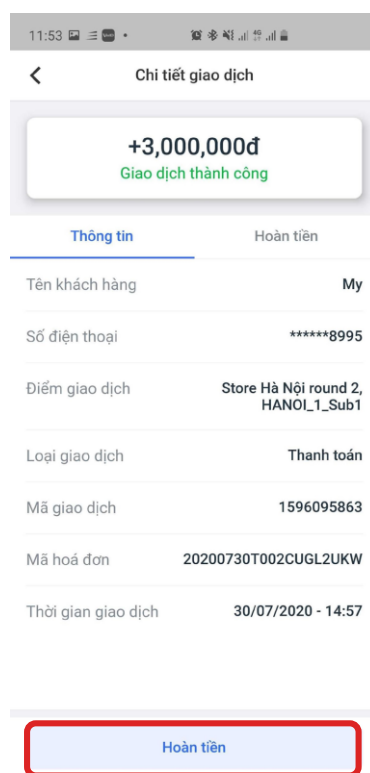 11:53
Chi tiết giao dịch
+3,000,000đ
Giao dịch thành công
Thông tin
Hoàn tiền
Tên khách hàng
My
Số điện thoại
******8995
Điểm giao dịch
Store Hà Nội round 2,
HANOI_1_Sub1
Loại giao dịch
Thanh toán
Mã giao dịch
1596095863
Mã hoá đơn
20200730T002CUGL2UKW
Thời gian giao dịch
30/07/2020 - 14:57
Hoàn tiền